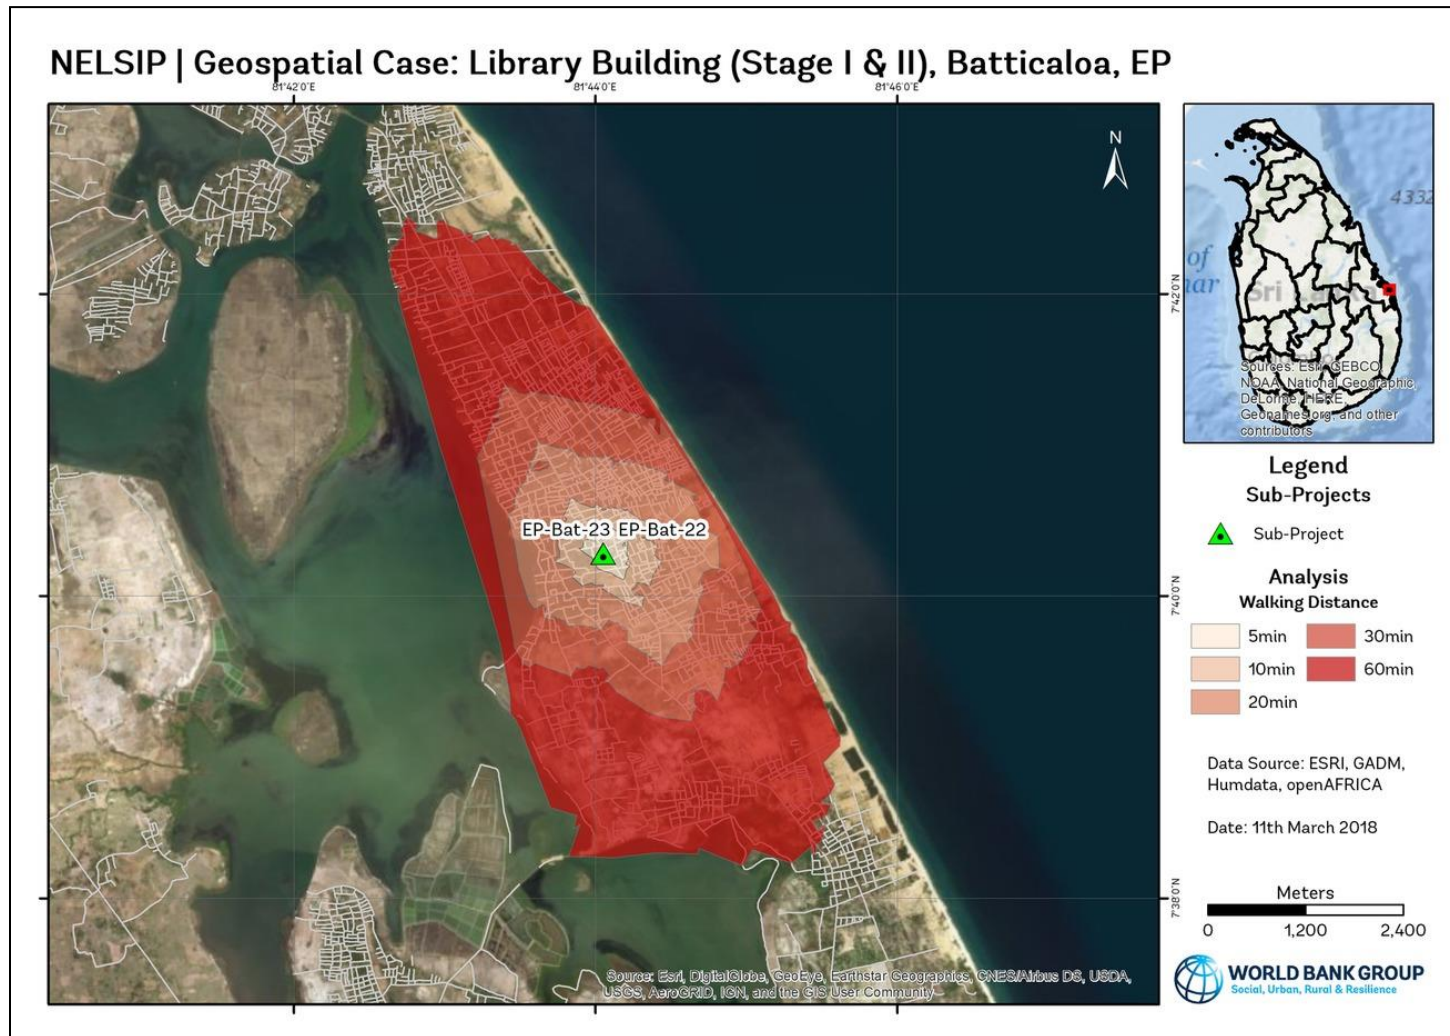 NELSIP | Geospatial Case: Library Building (Stage I & II), Batticaloa, EP
81°42'0"E
81°44'0"E
81°46'0"E
N
7°42'0"N
7°40'0"N
7°38'0"N
EP-Bat-23 EP-Bat-22
Source: Esri, DigitalGlobe, GeoEye, Earthstar Geographics, CNES/Airbus DS, USDA,
USGS, AeroGRID, IGN, and the GIS User Community
4332
of
Sri
Sources: Esri, GEBCO,
NOAA, National Geographic,
DeLorme, HERE,
Geonames.org, and other
contributors
Legend
Sub-Projects
Sub-Project
Analysis
Walking Distance
5min
30min
10min
60min
20min
Data Source: ESRI, GADM,
Humdata, openAFRICA
Date: 11th March 2018
Meters
0
1,200
2,400
WORLD BANK GROUP
Social, Urban, Rural & Resilience